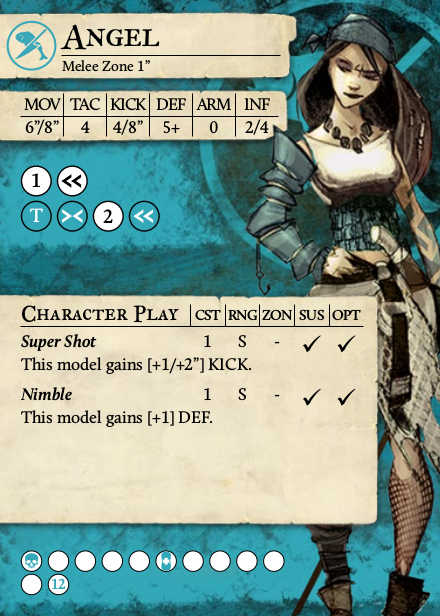 Angel
Melee Zone 1"
MOV TAC KICK DEF ARM INF
6"/8" 4 4/8" 5+ 0 2/4
1 <<
T >< 2 <<
Character Play CST RNG ZON SUS OPT
Super Shot 1 S - ✓ ✓
This model gains [+1/+2"] KICK.
Nimble 1 S - ✓ ✓
This model gains [+1] DEF.
12